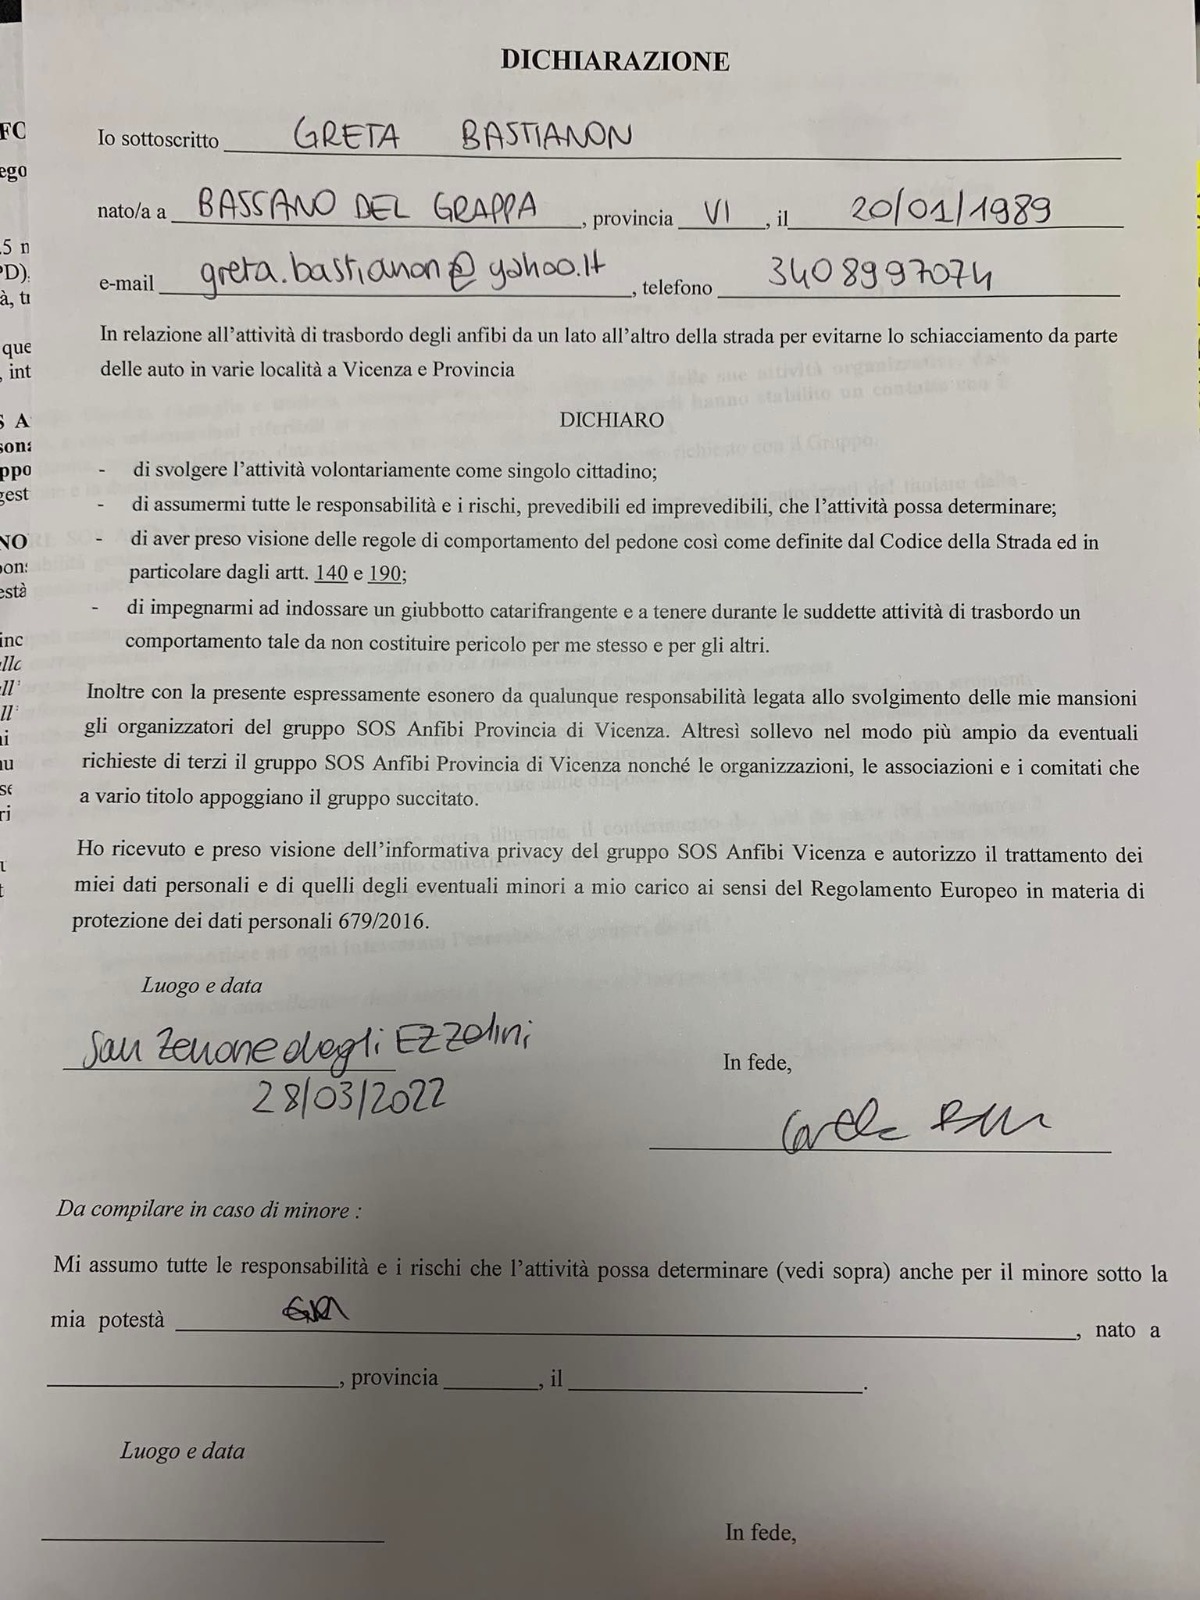 DICHIARAZIONE
Io sottoscritto GRETA BASTIANON
nato/a a BASSANO DEL GRAPPA, provincia VI, il 20/01/1989
e-mail greta.bastianon@yahoo.it, telefono 3408997074
In relazione all'attività di trasbordo degli anfibi da un lato all'altro della strada per evitarne lo schiacciamento da parte
delle auto in varie località a Vicenza e Provincia
DICHIARO
- di svolgere l'attività volontariamente come singolo cittadino;
- di assumermi tutte le responsabilità e i rischi, prevedibili ed imprevedibili, che l'attività possa determinare;
- di aver preso visione delle regole di comportamento del pedone così come definite dal Codice della Strada ed in
particolare dagli artt. 140 e 190;
- di impegnarmi ad indossare un giubbotto catarifrangente e a tenere durante le suddette attività di trasbordo un
comportamento tale da non costituire pericolo per me stesso e per gli altri.
Inoltre con la presente espressamente esonero da qualunque responsabilità legata allo svolgimento delle mie mansioni
gli organizzatori del gruppo SOS Anfibi Provincia di Vicenza. Altresì sollevo nel modo più ampio da eventuali
richieste di terzi il gruppo SOS Anfibi Provincia di Vicenza nonché le organizzazioni, le associazioni e i comitati che
a vario titolo appoggiano il gruppo succitato.
Ho ricevuto e preso visione dell'informativa privacy del gruppo SOS Anfibi Vicenza e autorizzo il trattamento dei
miei dati personali e di quelli degli eventuali minori a mio carico ai sensi del Regolamento Europeo in materia di
protezione dei dati personali 679/2016.
Luogo e data
San Zenone degli Ezzelini
28/03/2022
In fede,
Da compilare in caso di minore :
Mi assumo tutte le responsabilità e i rischi che l'attività possa determinare (vedi sopra) anche per il minore sotto la
mia potestà , nato a
, provincia , il .
Luogo e data
In fede,